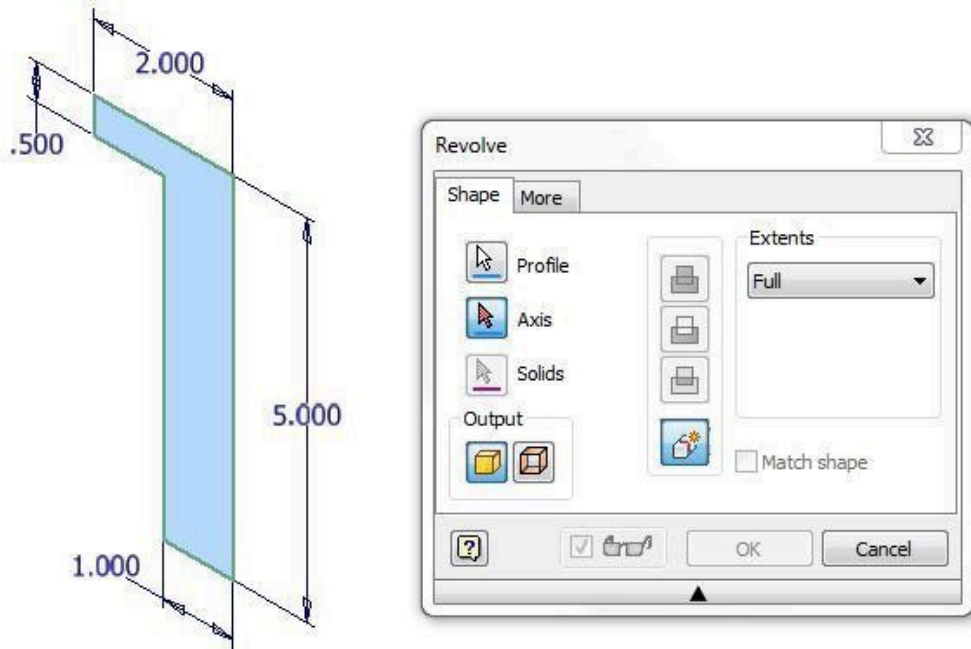 2.000
.500
5.000
1.000
Revolve
Shape
More
Profile
Axis
Solids
Output
Extents
Full
Match shape
?
OK
Cancel